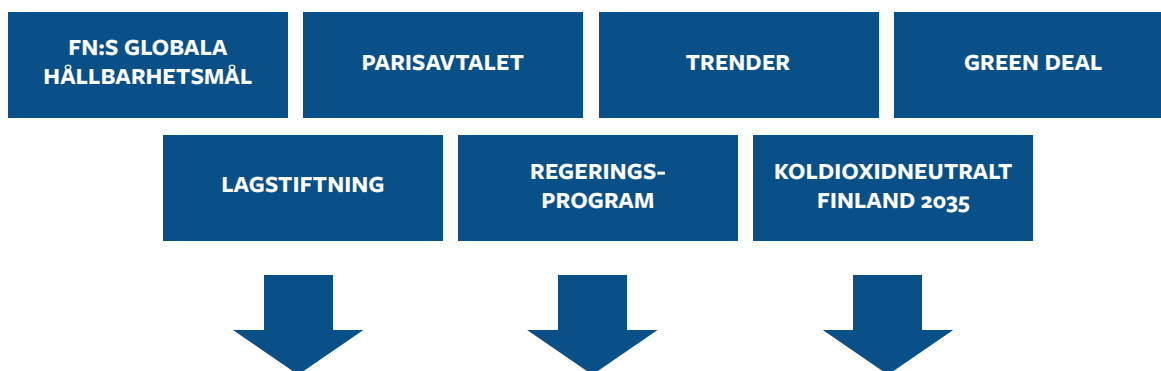 FN:S GLOBALA
HÅLLBARHETSMÅL
PARISAVTALET
TRENDER
GREEN DEAL
LAGSTIFTNING
REGERINGS-
PROGRAM
KOLDIOXIDNEUTRALT
FINLAND 2035